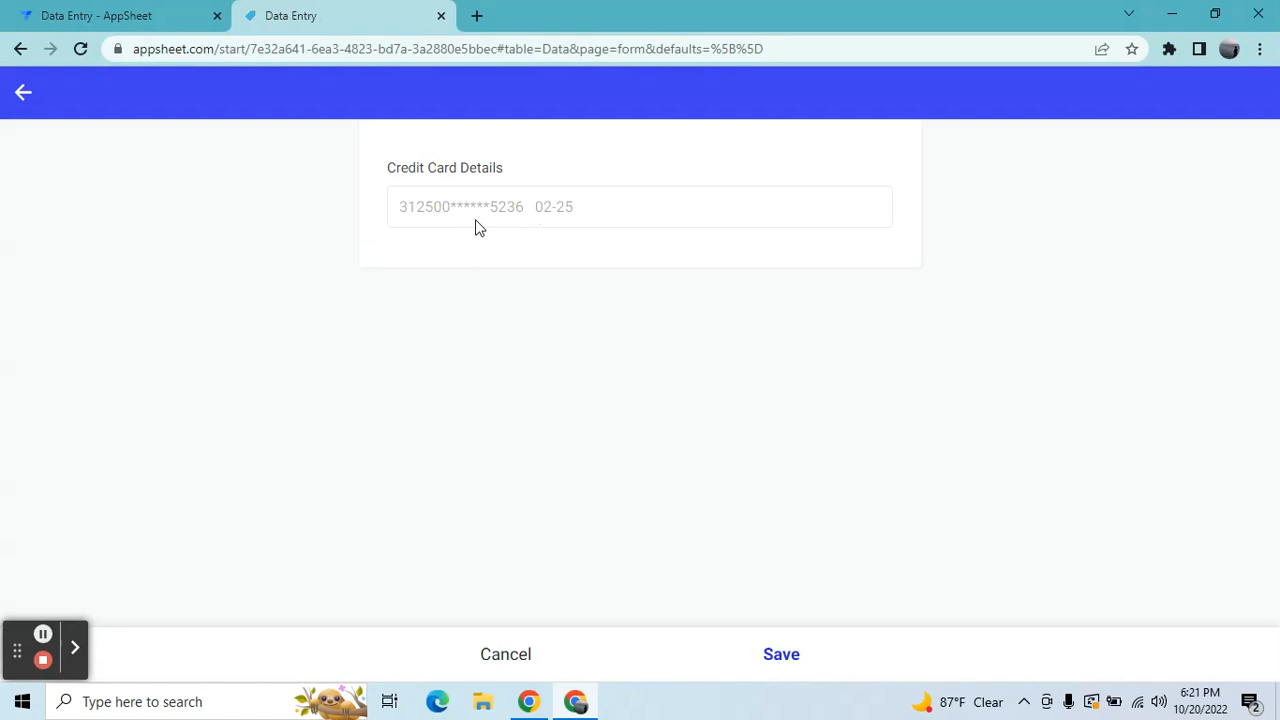 Data Entry - AppSheet
Data Entry
appsheet.com/start/7e32a641-6ea3-4823-bd7a-3a2880e5bbec#table=Data&page=form&defaults=%5B%5D
Credit Card Details
312500******5236 02-25
Cancel
Save
Type here to search
87°F Clear
6:21 PM
10/20/2022
2